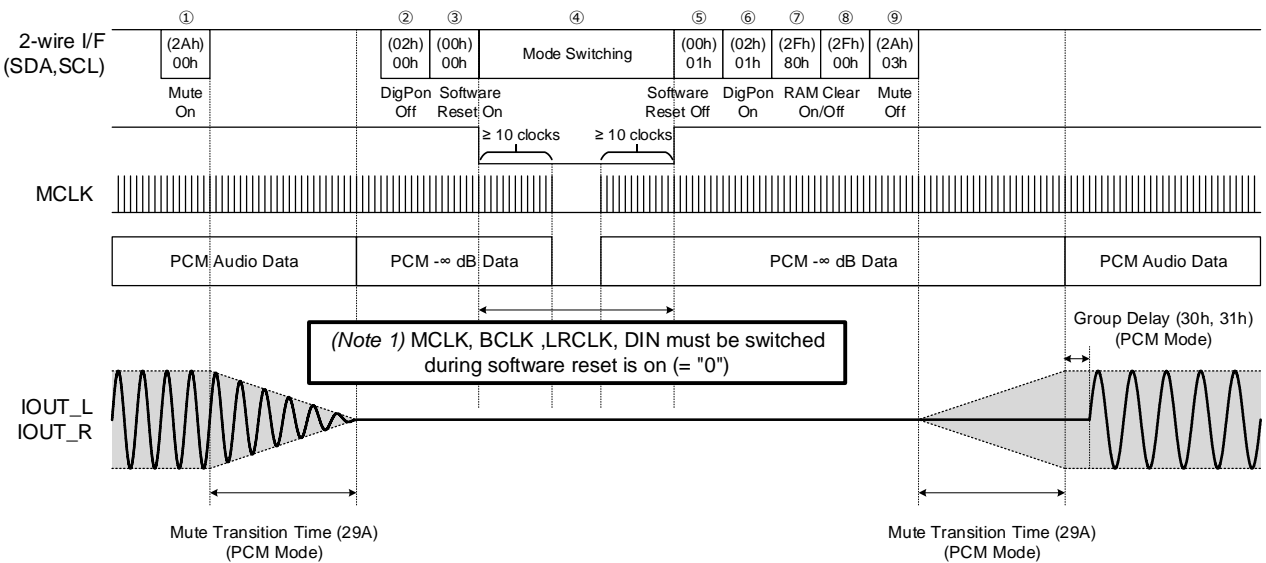 ① ② ③ ④ ⑤ ⑥ ⑦ ⑧ ⑨
2-wire I/F
(SDA,SCL)
(2Ah)
00h
(02h)
00h
(00h)
00h
Mode Switching
(00h)
01h
(02h)
01h
(2Fh)
80h
(2Fh)
00h
(2Ah)
03h
Mute
On
DigPon
Off
Software
Reset On
Software
Reset Off
DigPon
On
RAM Clear
On/Off
Mute
Off
≥ 10 clocks
≥ 10 clocks
MCLK
PCM Audio Data
PCM -∞ dB Data
PCM -∞ dB Data
PCM Audio Data
(Note 1) MCLK, BCLK ,LRCLK, DIN must be switched
during software reset is on (= "0")
Group Delay (30h, 31h)
(PCM Mode)
IOUT_L
IOUT_R
Mute Transition Time (29A)
(PCM Mode)
Mute Transition Time (29A)
(PCM Mode)